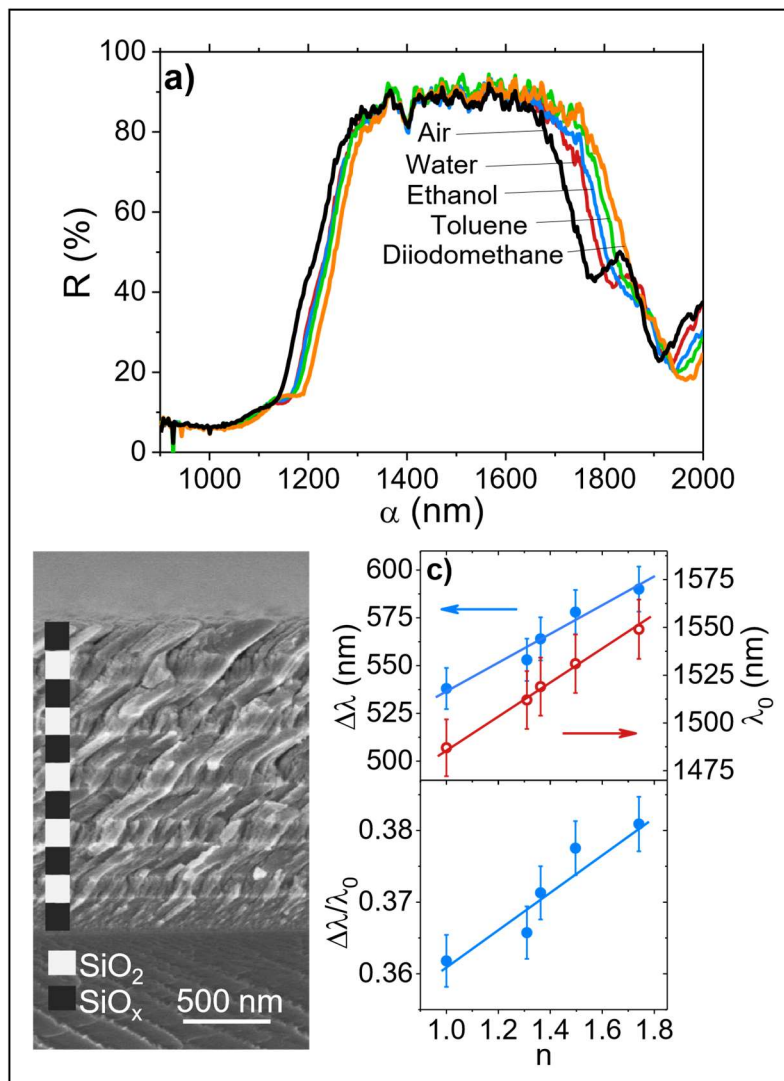 a)
100
80
60
40
20
0
R (%)
Air
Water
Ethanol
Toluene
Diiodomethane
1000 1200 1400 1600 1800 2000
α (nm)
SiO₂
SiOₓ
500 nm
c)
600
575
550
525
500
Δλ (nm)
1575
1550
1525
1500
1475
λ₀ (nm)
0.38
0.37
0.36
Δλ/λ₀
1.0 1.2 1.4 1.6 1.8
n